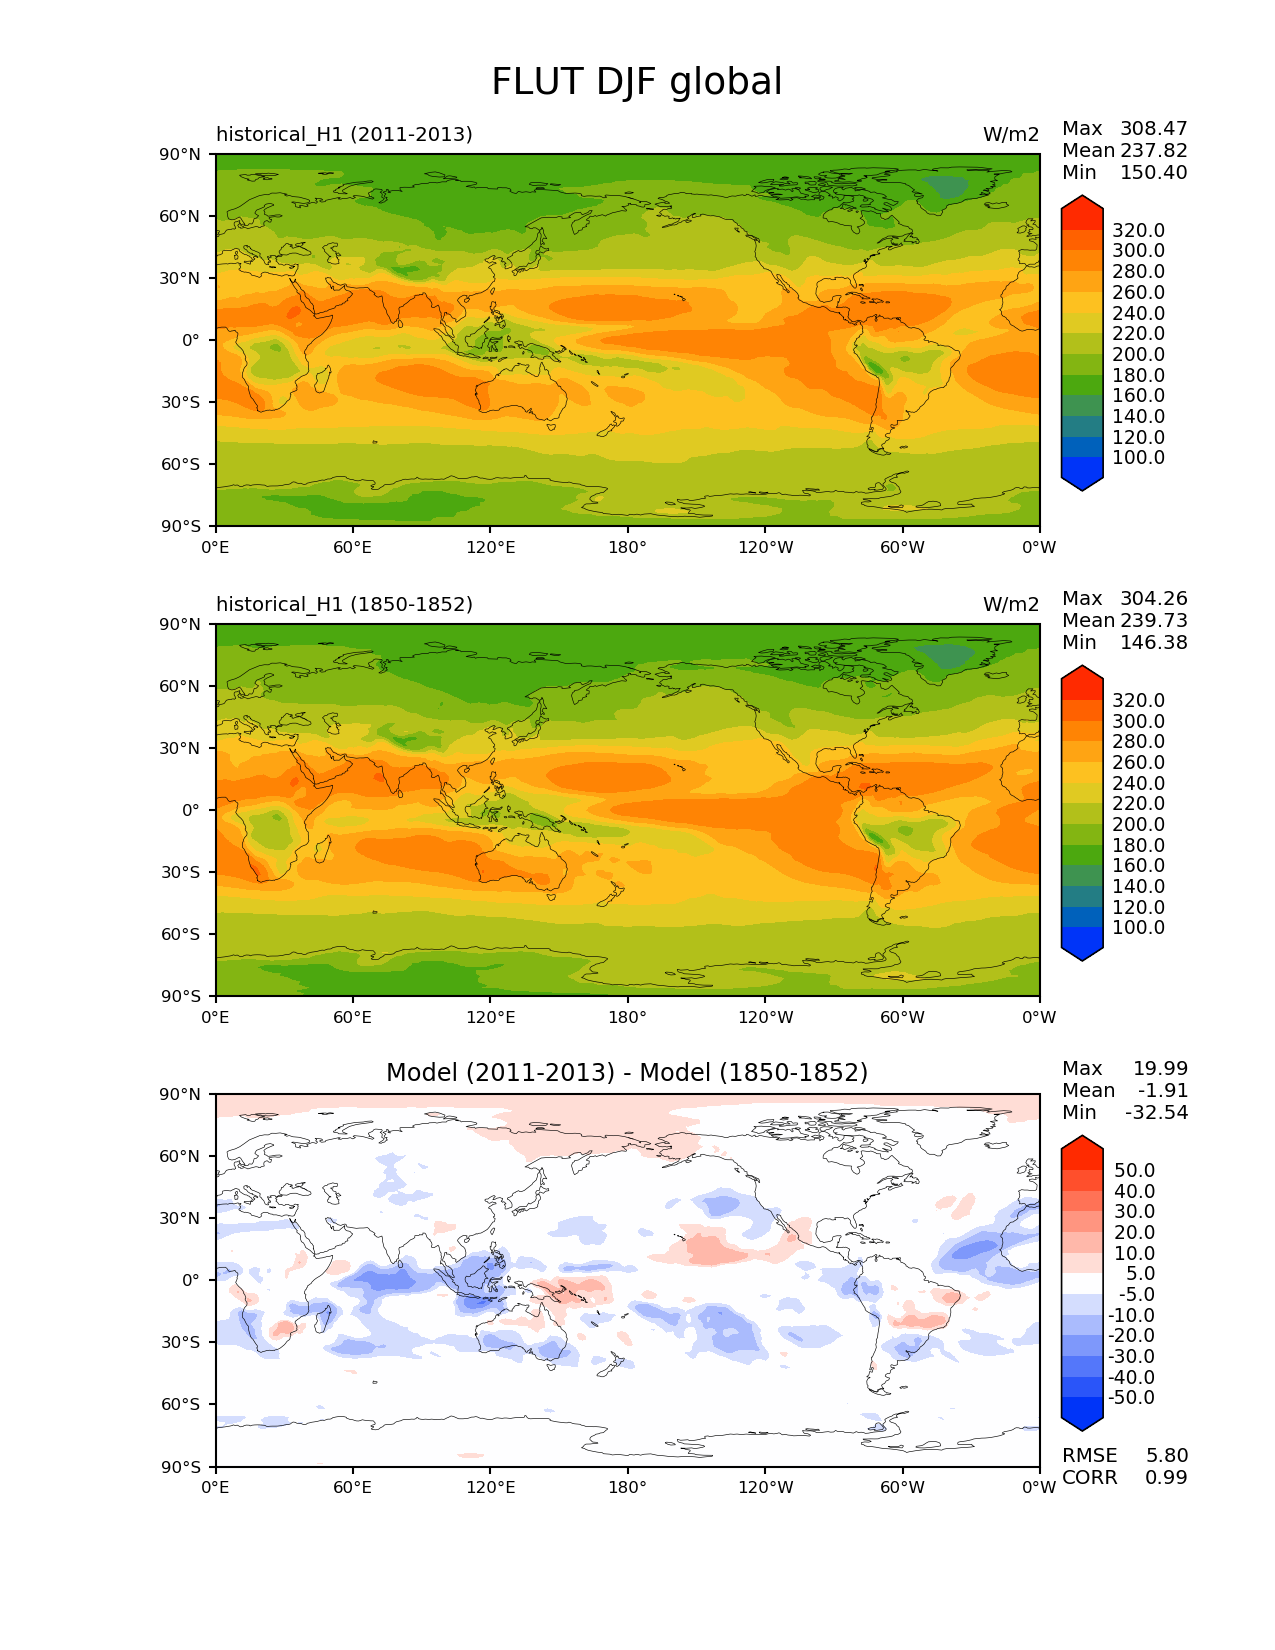 FLUT DJF global
historical_H1 (2011-2013)
W/m2
Max 308.47
Mean 237.82
Min 150.40
90°N
60°N
30°N
0°
30°S
60°S
90°S
0°E
60°E
120°E
180°
120°W
60°W
0°W
320.0
300.0
280.0
260.0
240.0
220.0
200.0
180.0
160.0
140.0
120.0
100.0
historical_H1 (1850-1852)
W/m2
Max 304.26
Mean 239.73
Min 146.38
90°N
60°N
30°N
0°
30°S
60°S
90°S
0°E
60°E
120°E
180°
120°W
60°W
0°W
320.0
300.0
280.0
260.0
240.0
220.0
200.0
180.0
160.0
140.0
120.0
100.0
Model (2011-2013) - Model (1850-1852)
Max 19.99
Mean -1.91
Min -32.54
90°N
60°N
30°N
0°
30°S
60°S
90°S
0°E
60°E
120°E
180°
120°W
60°W
0°W
50.0
40.0
30.0
20.0
10.0
5.0
-5.0
-10.0
-20.0
-30.0
-40.0
-50.0
RMSE 5.80
CORR 0.99